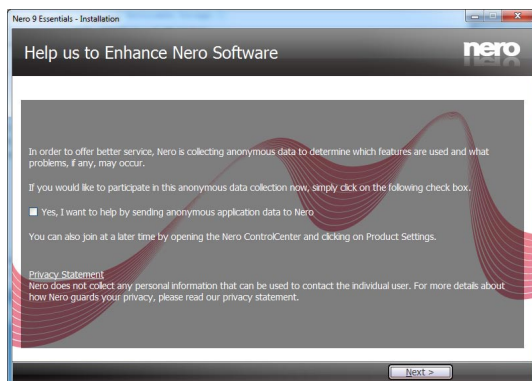 Nero 9 Essentials - Installation
Help us to Enhance Nero Software
nero
In order to offer better service, Nero is collecting anonymous data to determine which features are used and what
problems, if any, may occur.
If you would like to participate in this anonymous data collection now, simply click on the following check box.
Yes, I want to help by sending anonymous application data to Nero
You can also join at a later time by opening the Nero ControlCenter and clicking on Product Settings.
Privacy Statement
Nero does not collect any personal information that can be used to contact the individual user. For more details about
how Nero guards your privacy, please read our privacy statement.
Next >